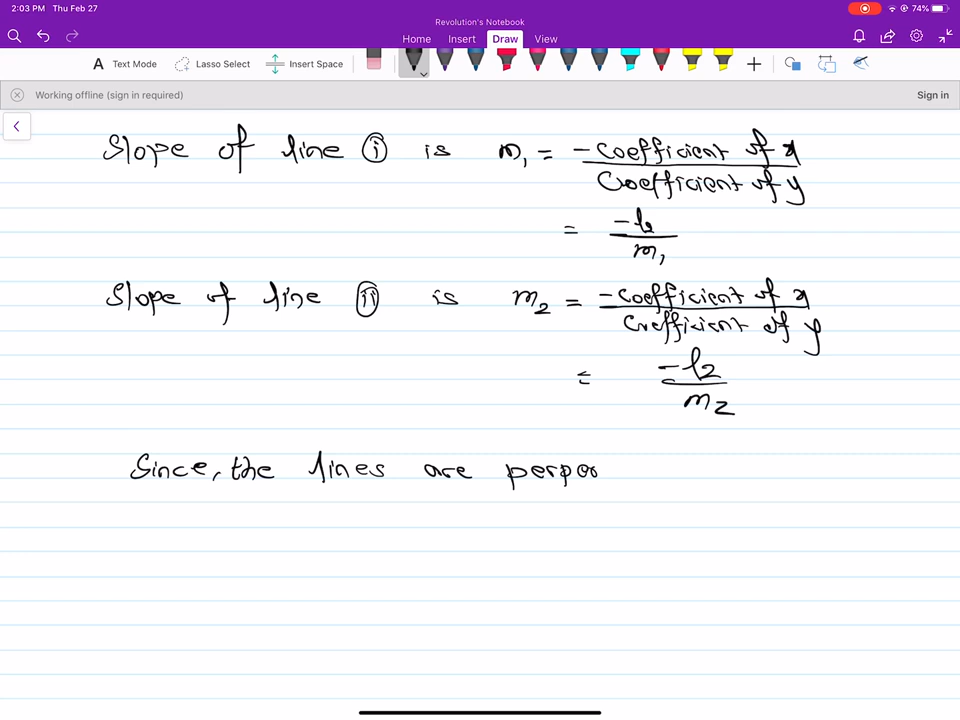 2:03 PM Thu Feb 27
74%
Revolution's Notebook
Home Insert Draw View
A Text Mode Lasso Select Insert Space
Working offline (sign in required) Sign in
Slope of line (i) is m₁ = -coefficient of x / coefficient of y
= -l₁ / m₁
Slope of line (ii) is m₂ = -coefficient of x / coefficient of y
= -l₂ / m₂
Since, the lines are perpe